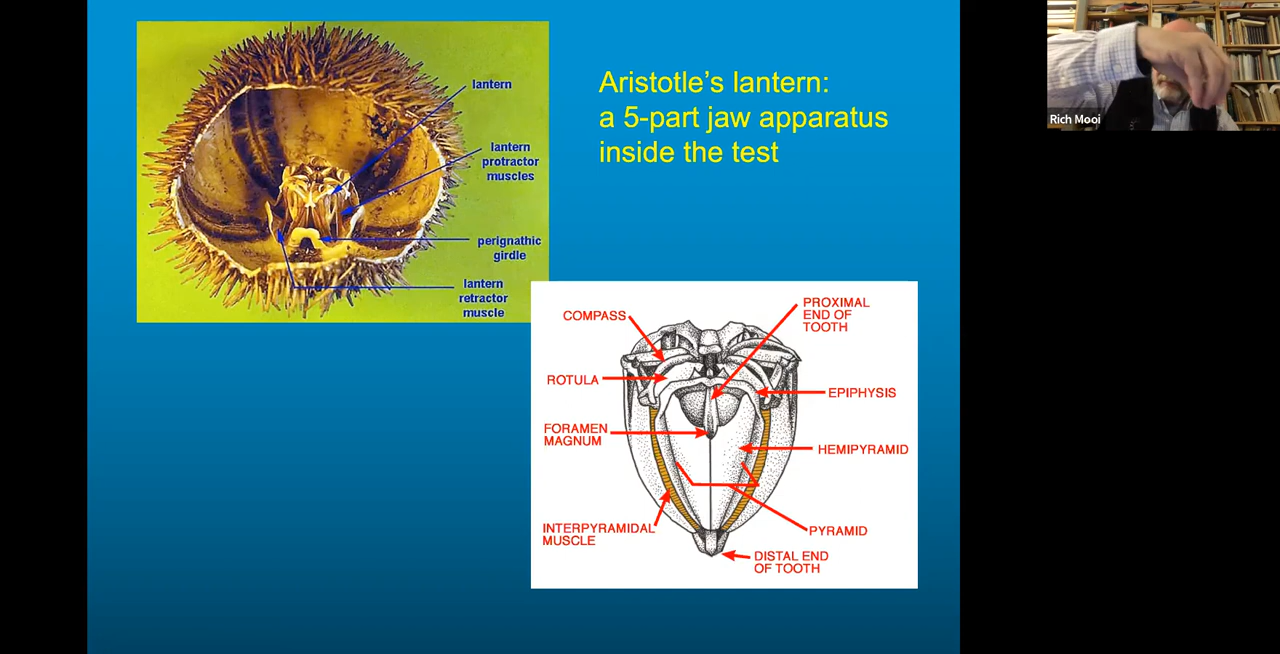 Aristotle's lantern:
a 5-part jaw apparatus
inside the test
lantern
lantern
protractor
muscles
perignathic
girdle
lantern
retractor
muscle
COMPASS
ROTULA
FORAMEN
MAGNUM
INTERPYRAMIDAL
MUSCLE
PROXIMAL
END OF
TOOTH
EPIPHYSIS
HEMIPYRAMID
PYRAMID
DISTAL END
OF TOOTH
Rich Mooi